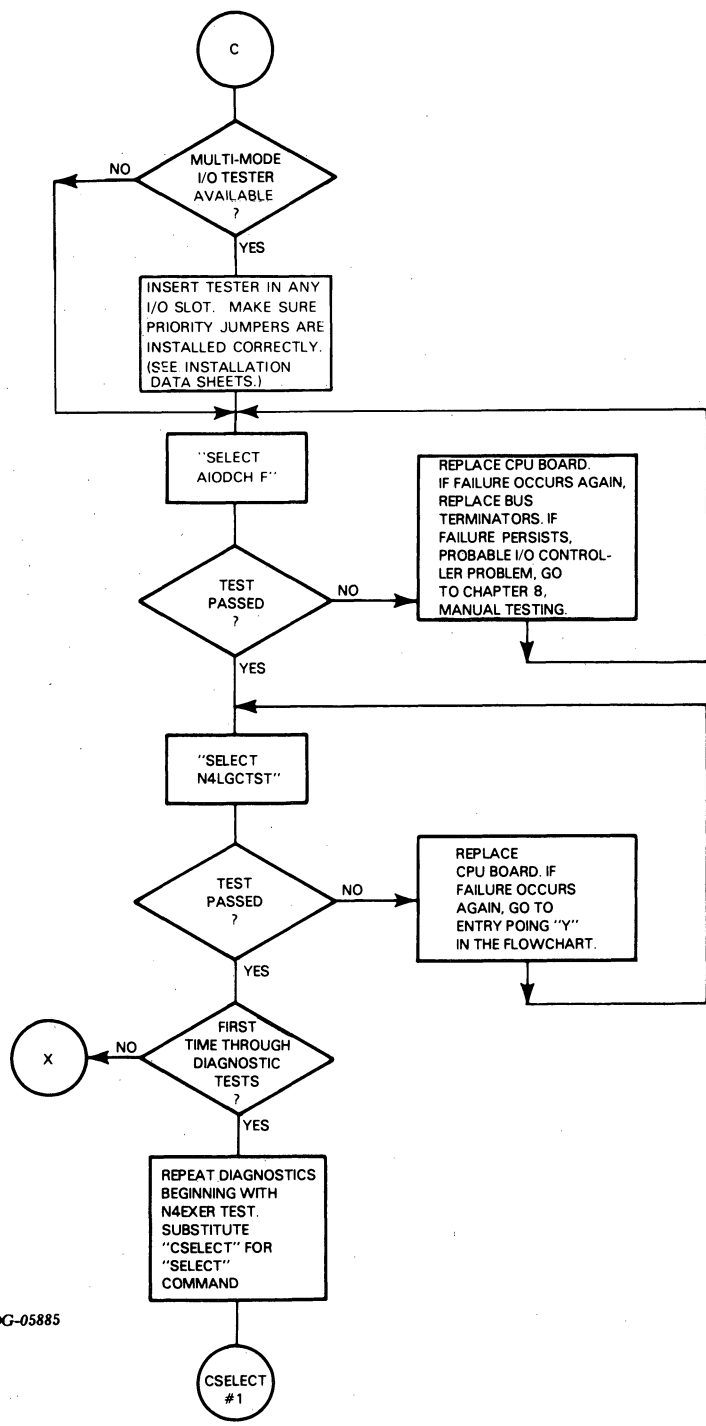 C
MULTI-MODE
I/O TESTER
AVAILABLE
?
NO
YES
INSERT TESTER IN ANY
I/O SLOT. MAKE SURE
PRIORITY JUMPERS ARE
INSTALLED CORRECTLY.
(SEE INSTALLATION
DATA SHEETS.)
"SELECT
AIODCH F"
TEST
PASSED
?
NO
YES
REPLACE CPU BOARD.
IF FAILURE OCCURS AGAIN,
REPLACE BUS
TERMINATORS. IF
FAILURE PERSISTS,
PROBABLE I/O CONTROL-
LER PROBLEM, GO
TO CHAPTER 8,
MANUAL TESTING.
"SELECT
N4LGCTST"
TEST
PASSED
?
NO
YES
REPLACE
CPU BOARD. IF
FAILURE OCCURS
AGAIN, GO TO
ENTRY POING "Y"
IN THE FLOWCHART.
FIRST
TIME THROUGH
DIAGNOSTIC
TESTS
?
NO
X
YES
REPEAT DIAGNOSTICS
BEGINNING WITH
N4EXER TEST.
SUBSTITUTE
"CSELECT" FOR
"SELECT"
COMMAND
G-05885
CSELECT
#1